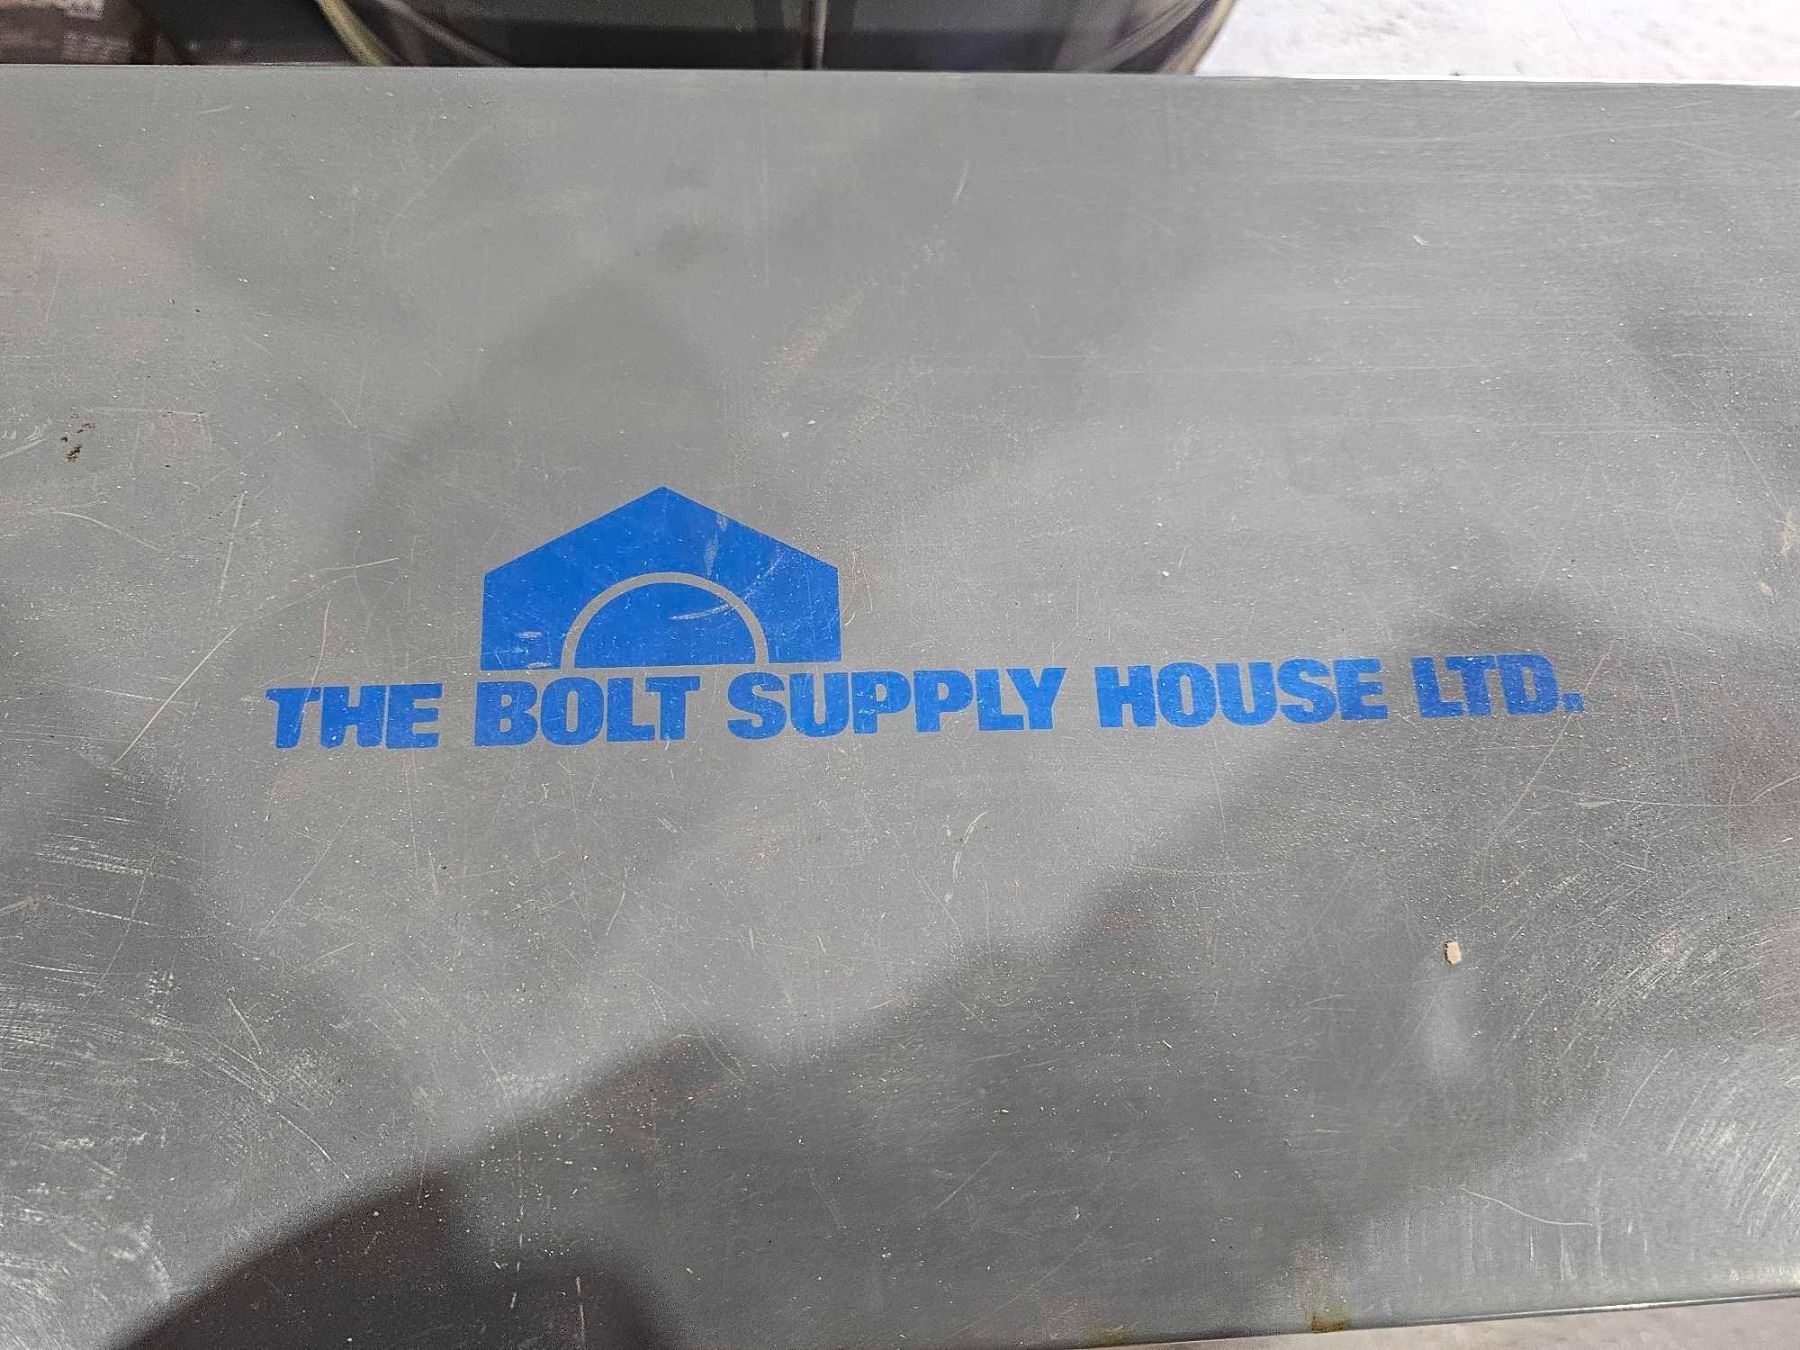 THE BOLT SUPPLY HOUSE LTD.